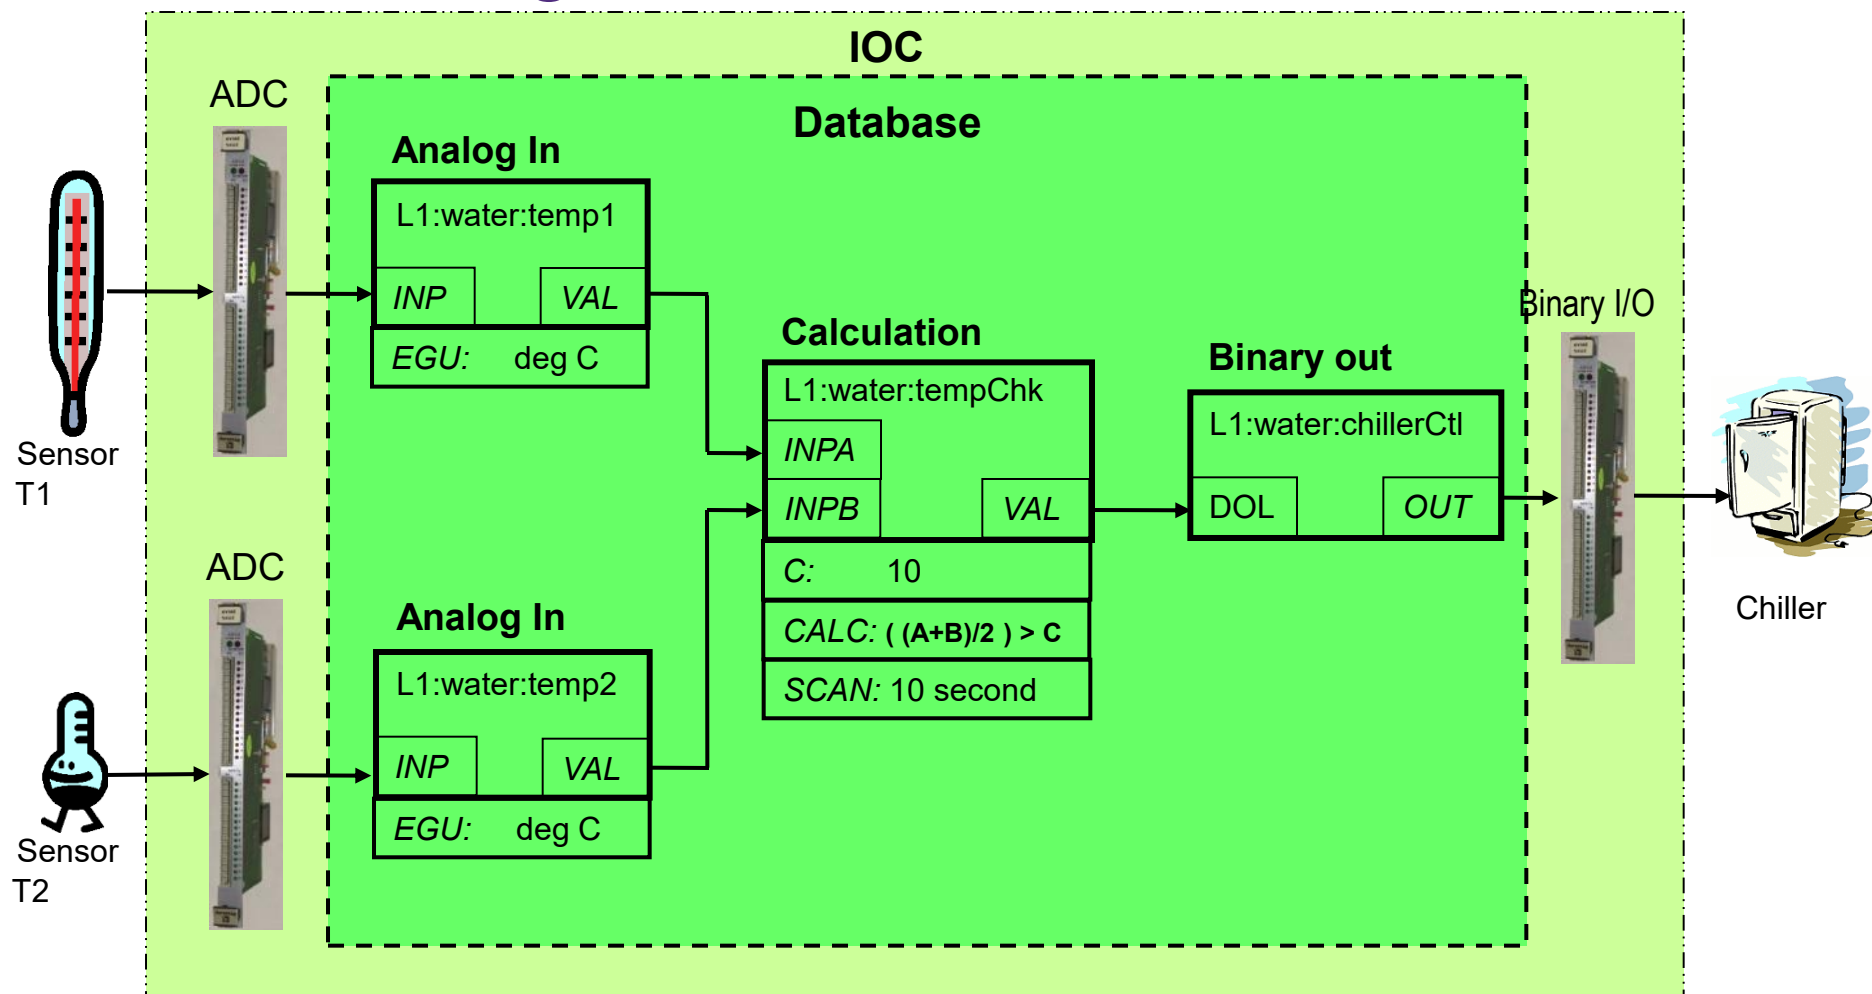 IOC
ADC
Database
Analog In
L1:water:temp1
INP
VAL
EGU: deg C
Sensor
T1
Calculation
L1:water:tempChk
INPA
INPB
VAL
C: 10
CALC: ( (A+B)/2 ) > C
SCAN: 10 second
Binary out
L1:water:chillerCtl
DOL
OUT
Binary I/O
Chiller
ADC
Analog In
L1:water:temp2
INP
VAL
EGU: deg C
Sensor
T2